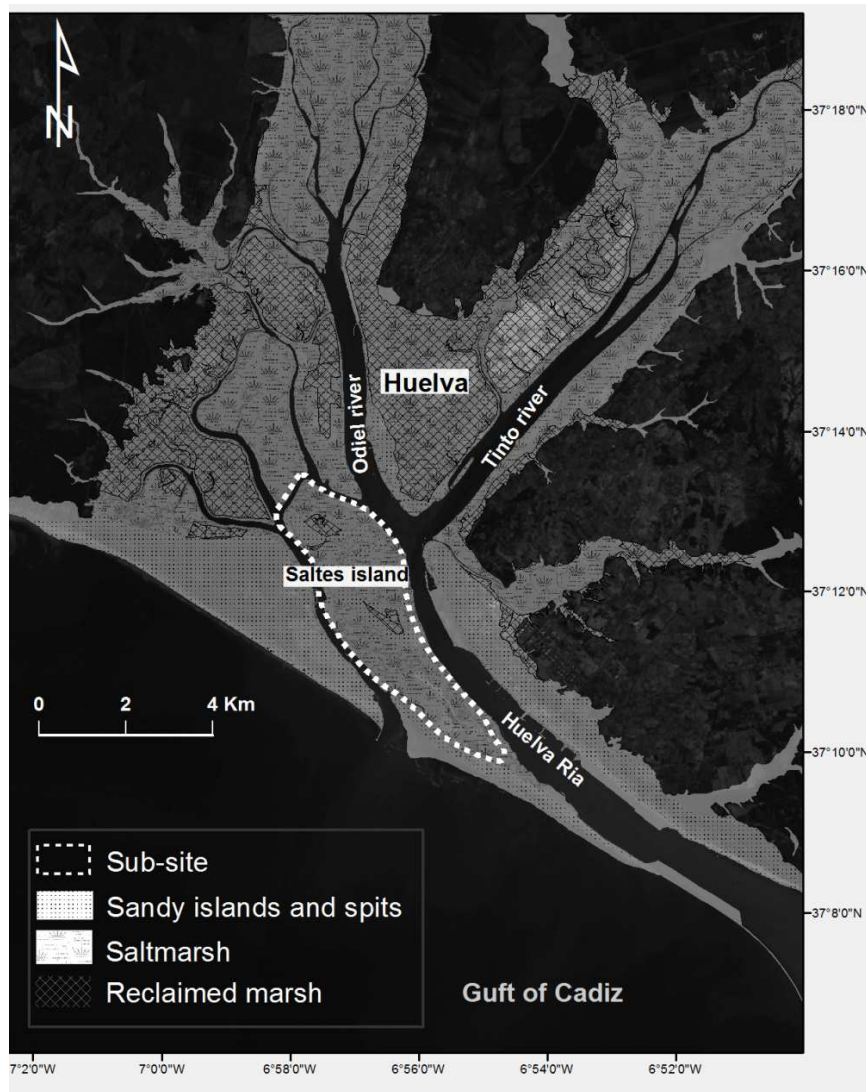 N
37°18'0"N
37°16'0"N
Huelva
Odiel river
Tinto river
37°14'0"N
Saltes island
37°12'0"N
0 2 4 Km
Huelva Ria
37°10'0"N
Sub-site
Sandy islands and spits
Saltmarsh
Reclaimed marsh
37°8'0"N
Guft of Cadiz
7°2'0"W 7°0'0"W 6°58'0"W 6°56'0"W 6°54'0"W 6°52'0"W